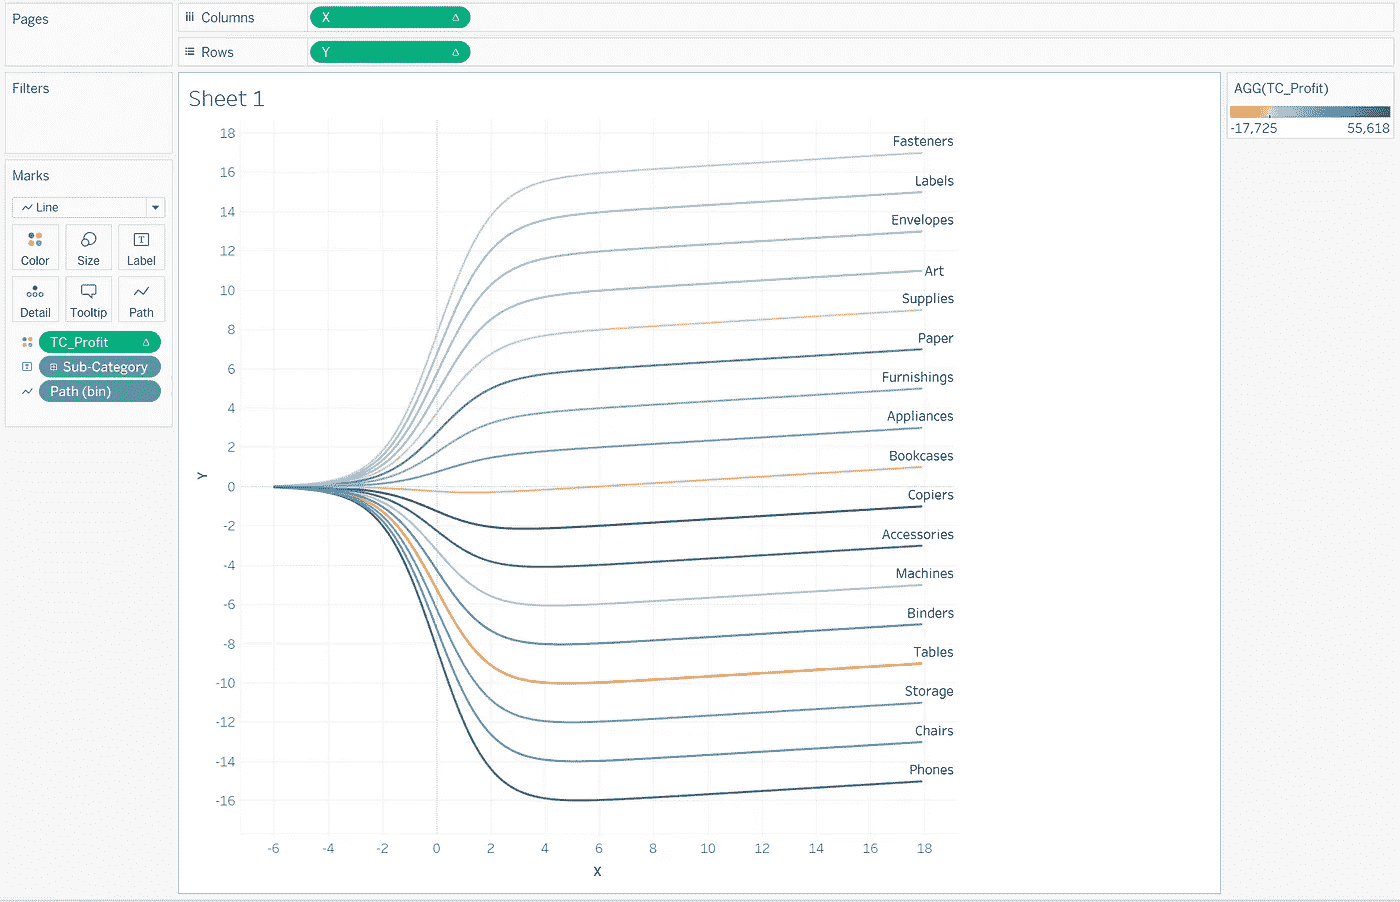 Pages
Columns X
Rows Y
Filters
Marks
Line
Color Size Label
Detail Tooltip Path
TC_Profit
Sub-Category
Path (bin)
Sheet 1
18
16
14
12
10
8
6
4
2
0
-2
-4
-6
-8
-10
-12
-14
-16
Y
Fasteners
Labels
Envelopes
Art
Supplies
Paper
Furnishings
Appliances
Bookcases
Copiers
Accessories
Machines
Binders
Tables
Storage
Chairs
Phones
-6 -4 -2 0 2 4 6 8 10 12 14 16 18
X
AGG(TC_Profit)
-17,725 55,618